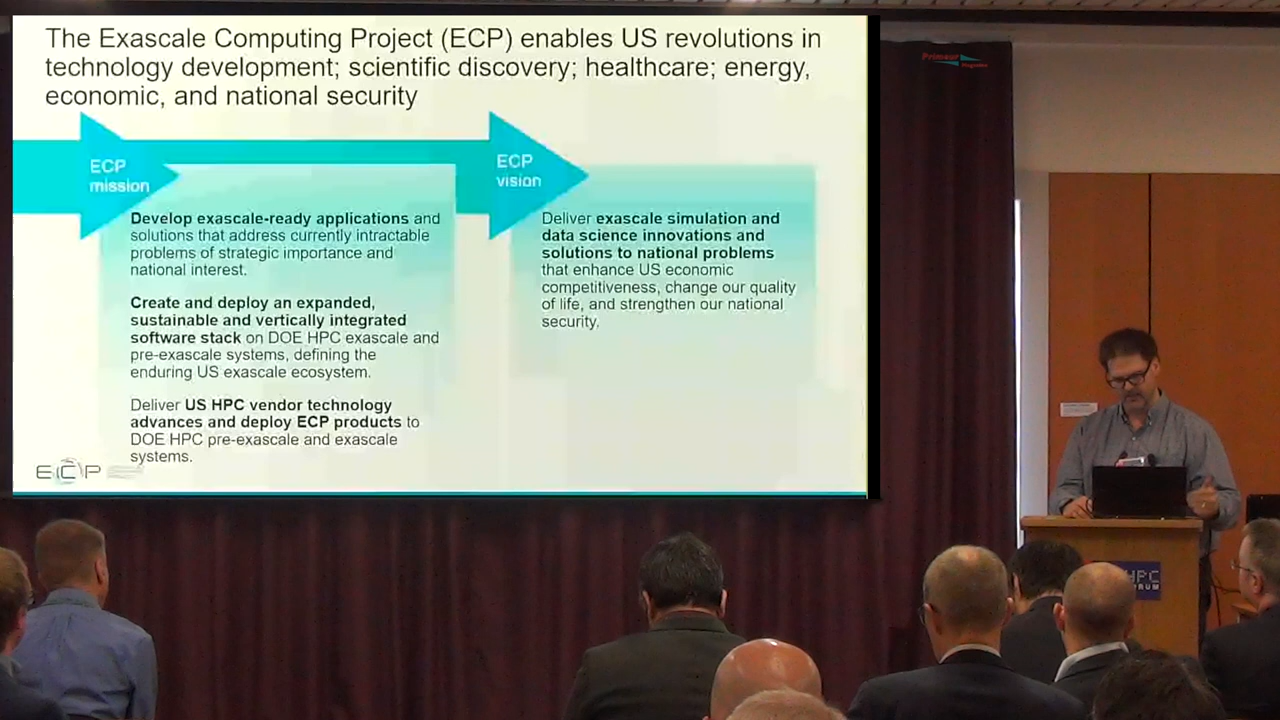 The Exascale Computing Project (ECP) enables US revolutions in
technology development; scientific discovery; healthcare; energy,
economic, and national security
ECP
mission
Develop exascale-ready applications and
solutions that address currently intractable
problems of strategic importance and
national interest.
Create and deploy an expanded,
sustainable and vertically integrated
software stack on DOE HPC exascale and
pre-exascale systems, defining the
enduring US exascale ecosystem.
Deliver US HPC vendor technology
advances and deploy ECP products to
DOE HPC pre-exascale and exascale
systems.
ECP
vision
Deliver exascale simulation and
data science innovations and
solutions to national problems
that enhance US economic
competitiveness, change our quality
of life, and strengthen our national
security.
ECP
Primeur
Magazine
HPC